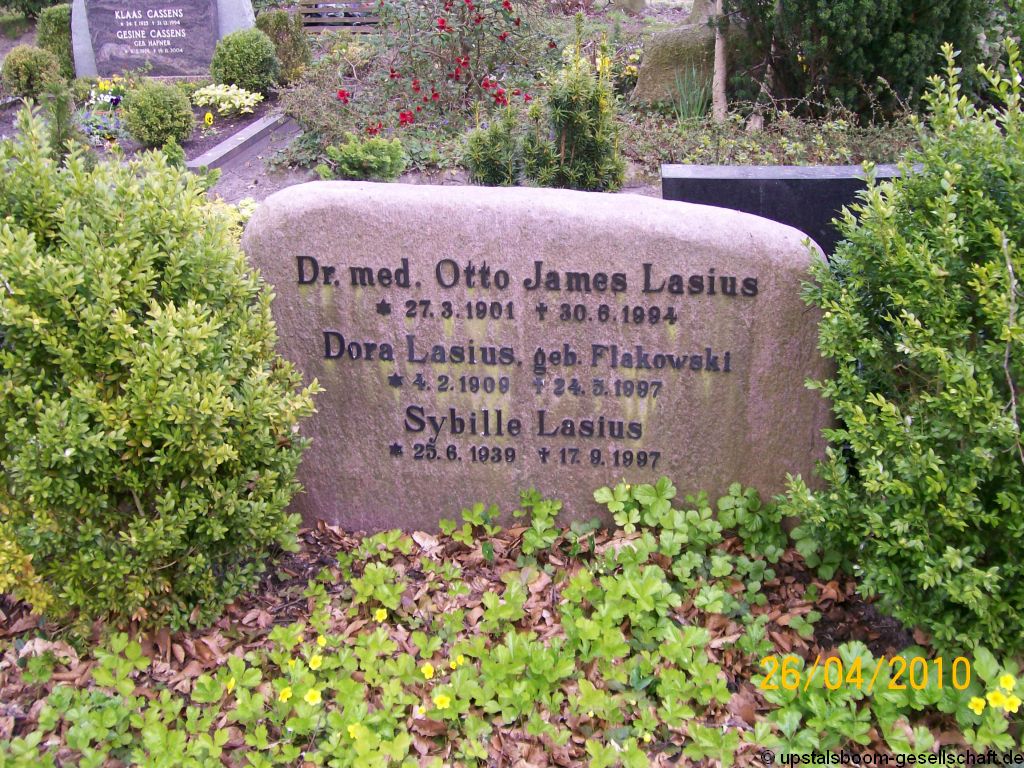 KLAAS CASSENS
GESINE CASSENS
GEB. HAFNER
Dr. med. Otto James Lasius
* 27. 3. 1901 † 30. 6. 1994
Dora Lasius, geb. Flakowski
* 4. 2. 1909 † 24. 5. 1997
Sybille Lasius
* 25. 6. 1939 † 17. 9. 1997
26/04/2010
© upstalsboom-gesellschaft.de